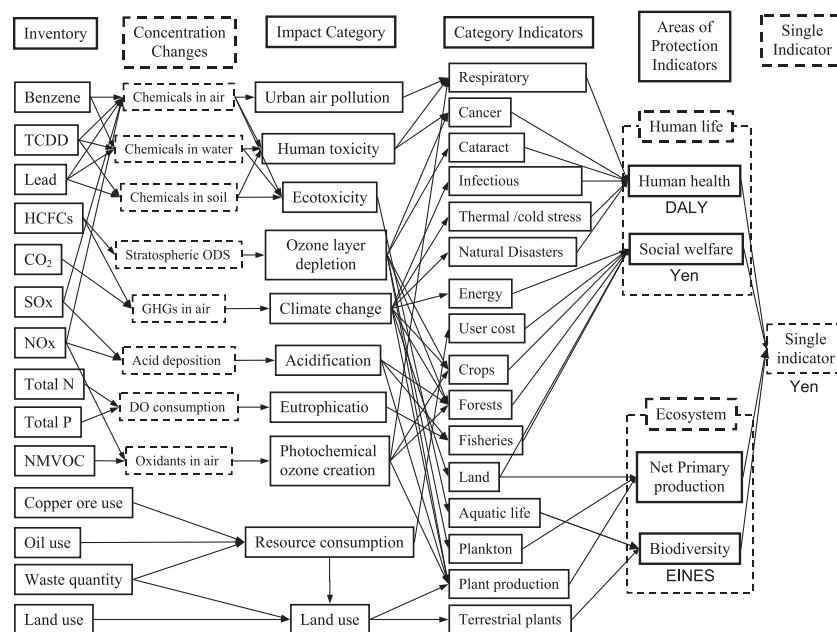 Inventory
Concentration
Changes
Impact Category
Category Indicators
Areas of
Protection
Indicators
Single
Indicator
Benzene
TCDD
Lead
HCFCs
CO2
SOx
NOx
Total N
Total P
NMVOC
Copper ore use
Oil use
Waste quantity
Land use
Chemicals in air
Chemicals in water
Chemicals in soil
Stratospheric ODS
GHGs in air
Acid deposition
DO consumption
Oxidants in air
Urban air pollution
Human toxicity
Ecotoxicity
Ozone layer
depletion
Climate change
Acidification
Eutrophicatio
Photochemical
ozone creation
Resource consumption
Land use
Respiratory
Cancer
Cataract
Infectious
Thermal /cold stress
Natural Disasters
Energy
User cost
Crops
Forests
Fisheries
Land
Aquatic life
Plankton
Plant production
Terrestrial plants
Human life
Human health
DALY
Social welfare
Yen
Ecosystem
Net Primary
production
Biodiversity
EINES
Single
indicator
Yen